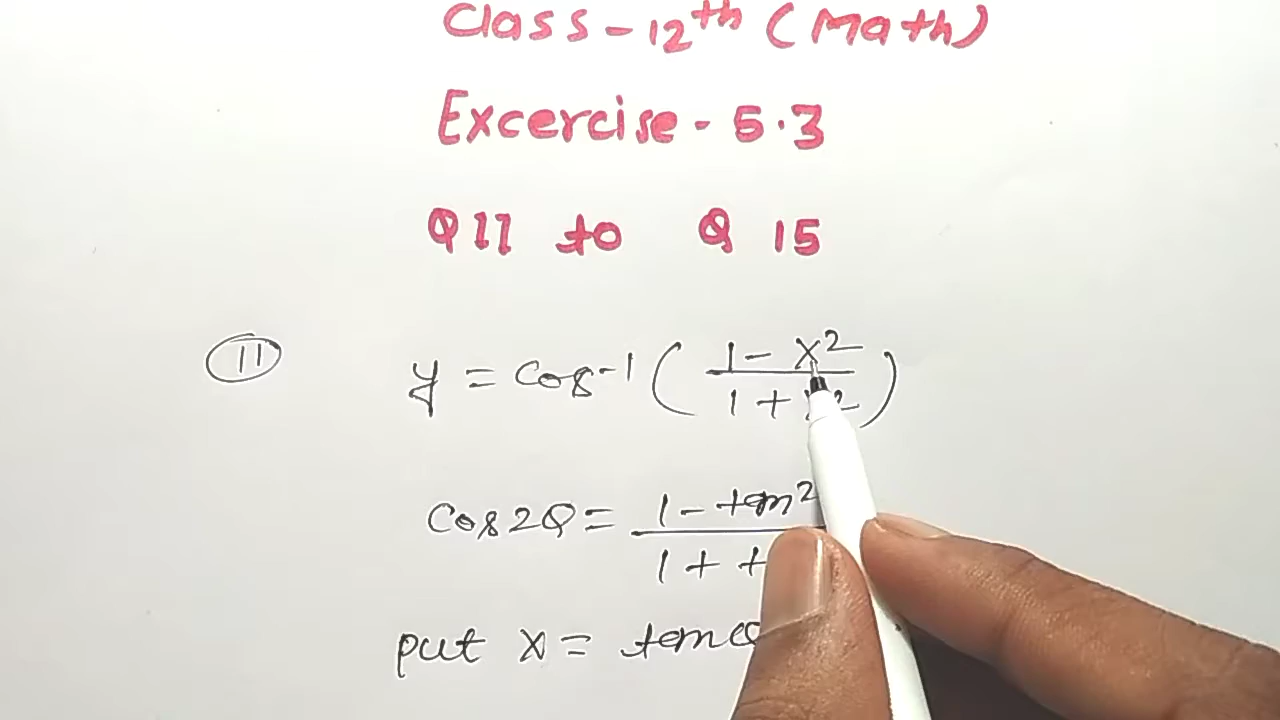 Class-12th (Math)
Excercise-5.3
Q11 to Q 15
11
y = cos-1 ( 1 - x2
1 + x2 )
cos2θ = 1 - tan2
1 + t
put x = tanθ